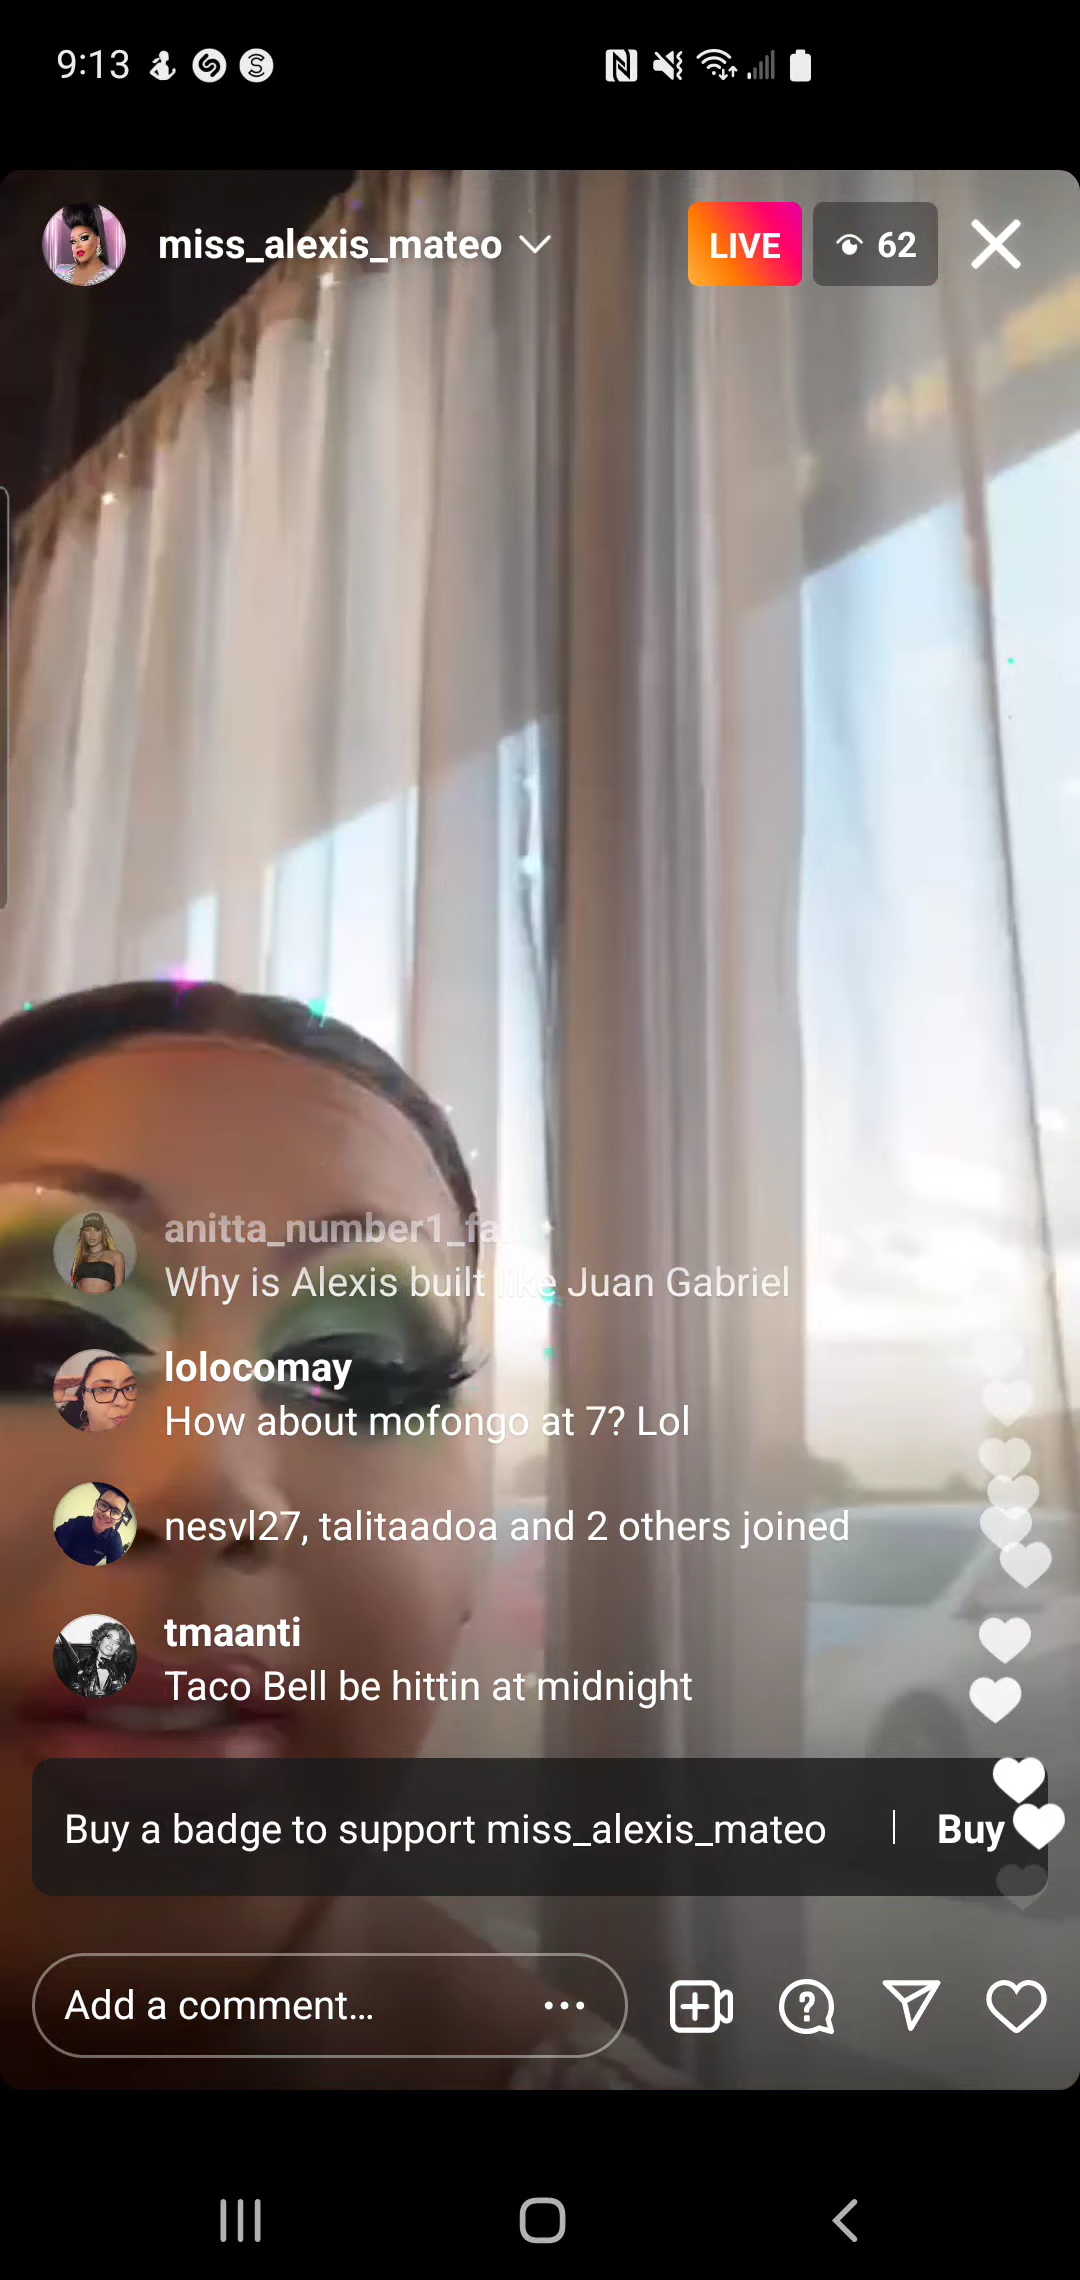 9:13
miss_alexis_mateo
LIVE
62
anitta_number1_fa
Why is Alexis built like Juan Gabriel
lolocomay
How about mofongo at 7? Lol
nesvl27, talitaadoa and 2 others joined
tmaanti
Taco Bell be hittin at midnight
Buy a badge to support miss_alexis_mateo | Buy
Add a comment...